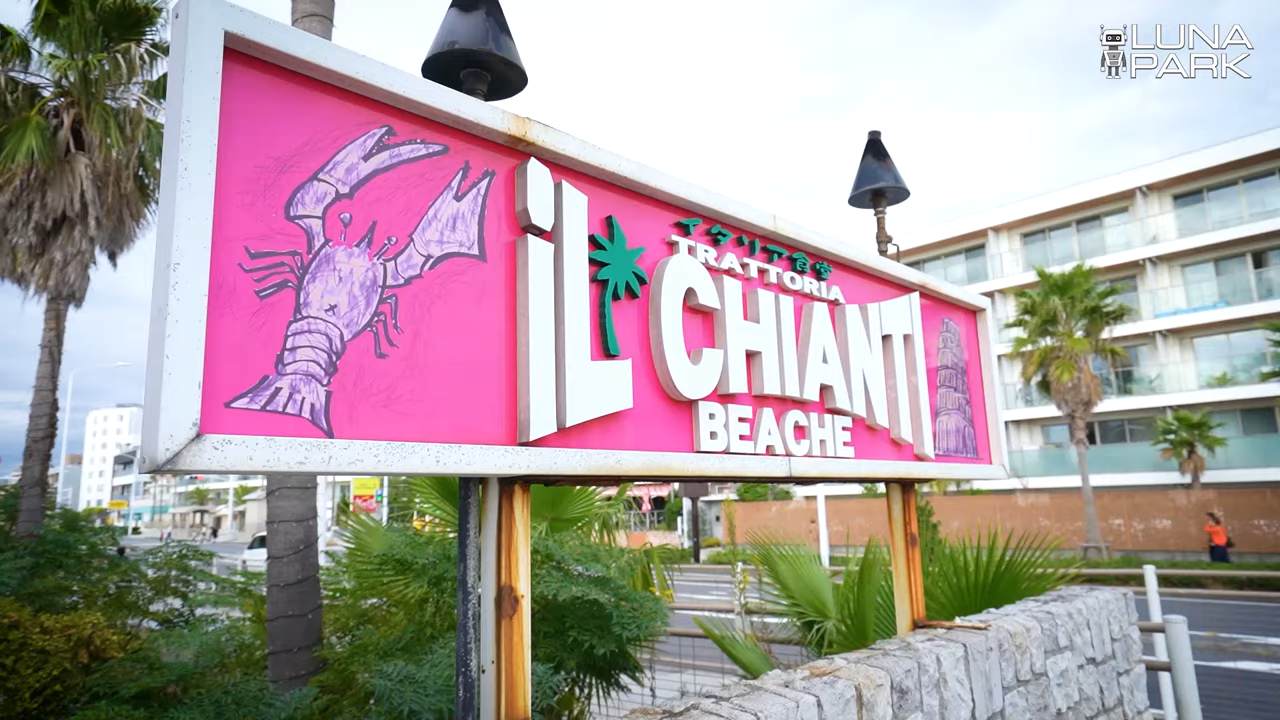 LUNA
PARK
イタリア食堂
TRATTORIA
iL CHIANTI
BEACHE